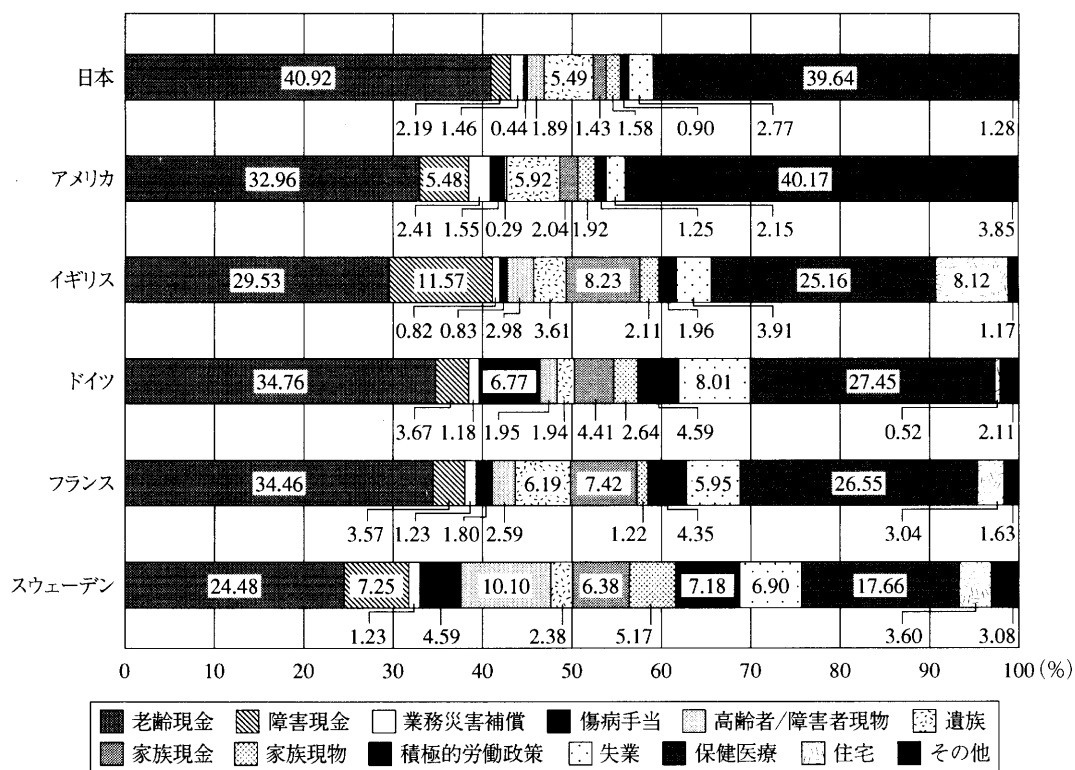 日本
40.92 5.49 39.64
2.19 1.46 0.44 1.89 1.43 1.58 0.90 2.77 1.28
アメリカ
32.96 5.48 5.92 40.17
2.41 1.55 0.29 2.04 1.92 1.25 2.15 3.85
イギリス
29.53 11.57 8.23 25.16 8.12
0.82 0.83 2.98 3.61 2.11 1.96 3.91 1.17
ドイツ
34.76 6.77 8.01 27.45
3.67 1.18 1.95 1.94 4.41 2.64 4.59 0.52 2.11
フランス
34.46 6.19 7.42 5.95 26.55
3.57 1.23 1.80 2.59 1.22 4.35 3.04 1.63
スウェーデン
24.48 7.25 10.10 6.38 7.18 6.90 17.66
1.23 4.59 2.38 5.17 3.60 3.08
0 10 20 30 40 50 60 70 80 90 100 (%)
老齢現金 障害現金 業務災害補償 傷病手当 高齢者/障害者現物 遺族
家族現金 家族現物 積極的労働政策 失業 保健医療 住宅 その他